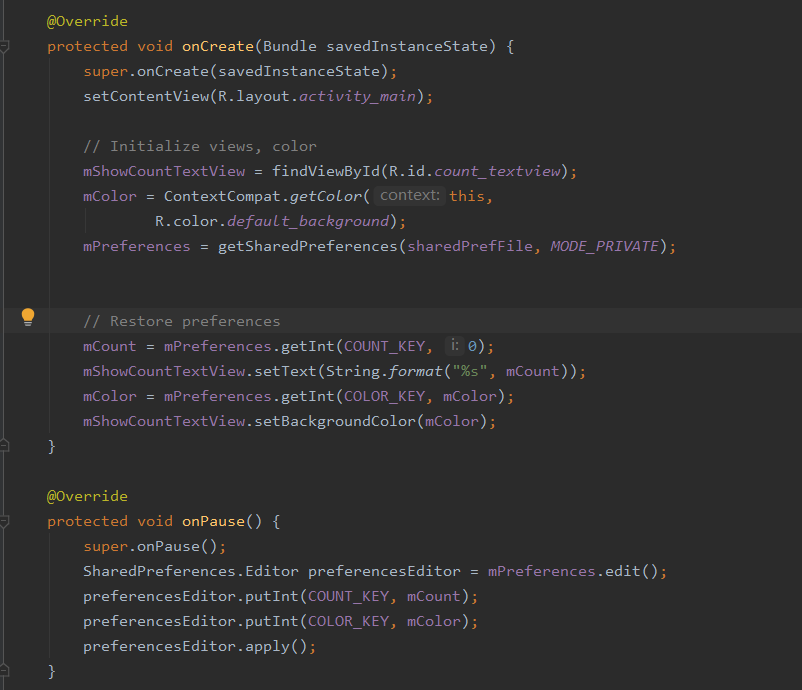 @Override
protected void onCreate(Bundle savedInstanceState) {
super.onCreate(savedInstanceState);
setContentView(R.layout.activity_main);
// Initialize views, color
mShowCountTextView = findViewById(R.id.count_textview);
mColor = ContextCompat.getColor( context: this,
R.color.default_background);
mPreferences = getSharedPreferences(sharedPrefFile, MODE_PRIVATE);
// Restore preferences
mCount = mPreferences.getInt(COUNT_KEY, i: 0);
mShowCountTextView.setText(String.format("%s", mCount));
mColor = mPreferences.getInt(COLOR_KEY, mColor);
mShowCountTextView.setBackgroundColor(mColor);
}
@Override
protected void onPause() {
super.onPause();
SharedPreferences.Editor preferencesEditor = mPreferences.edit();
preferencesEditor.putInt(COUNT_KEY, mCount);
preferencesEditor.putInt(COLOR_KEY, mColor);
preferencesEditor.apply();
}